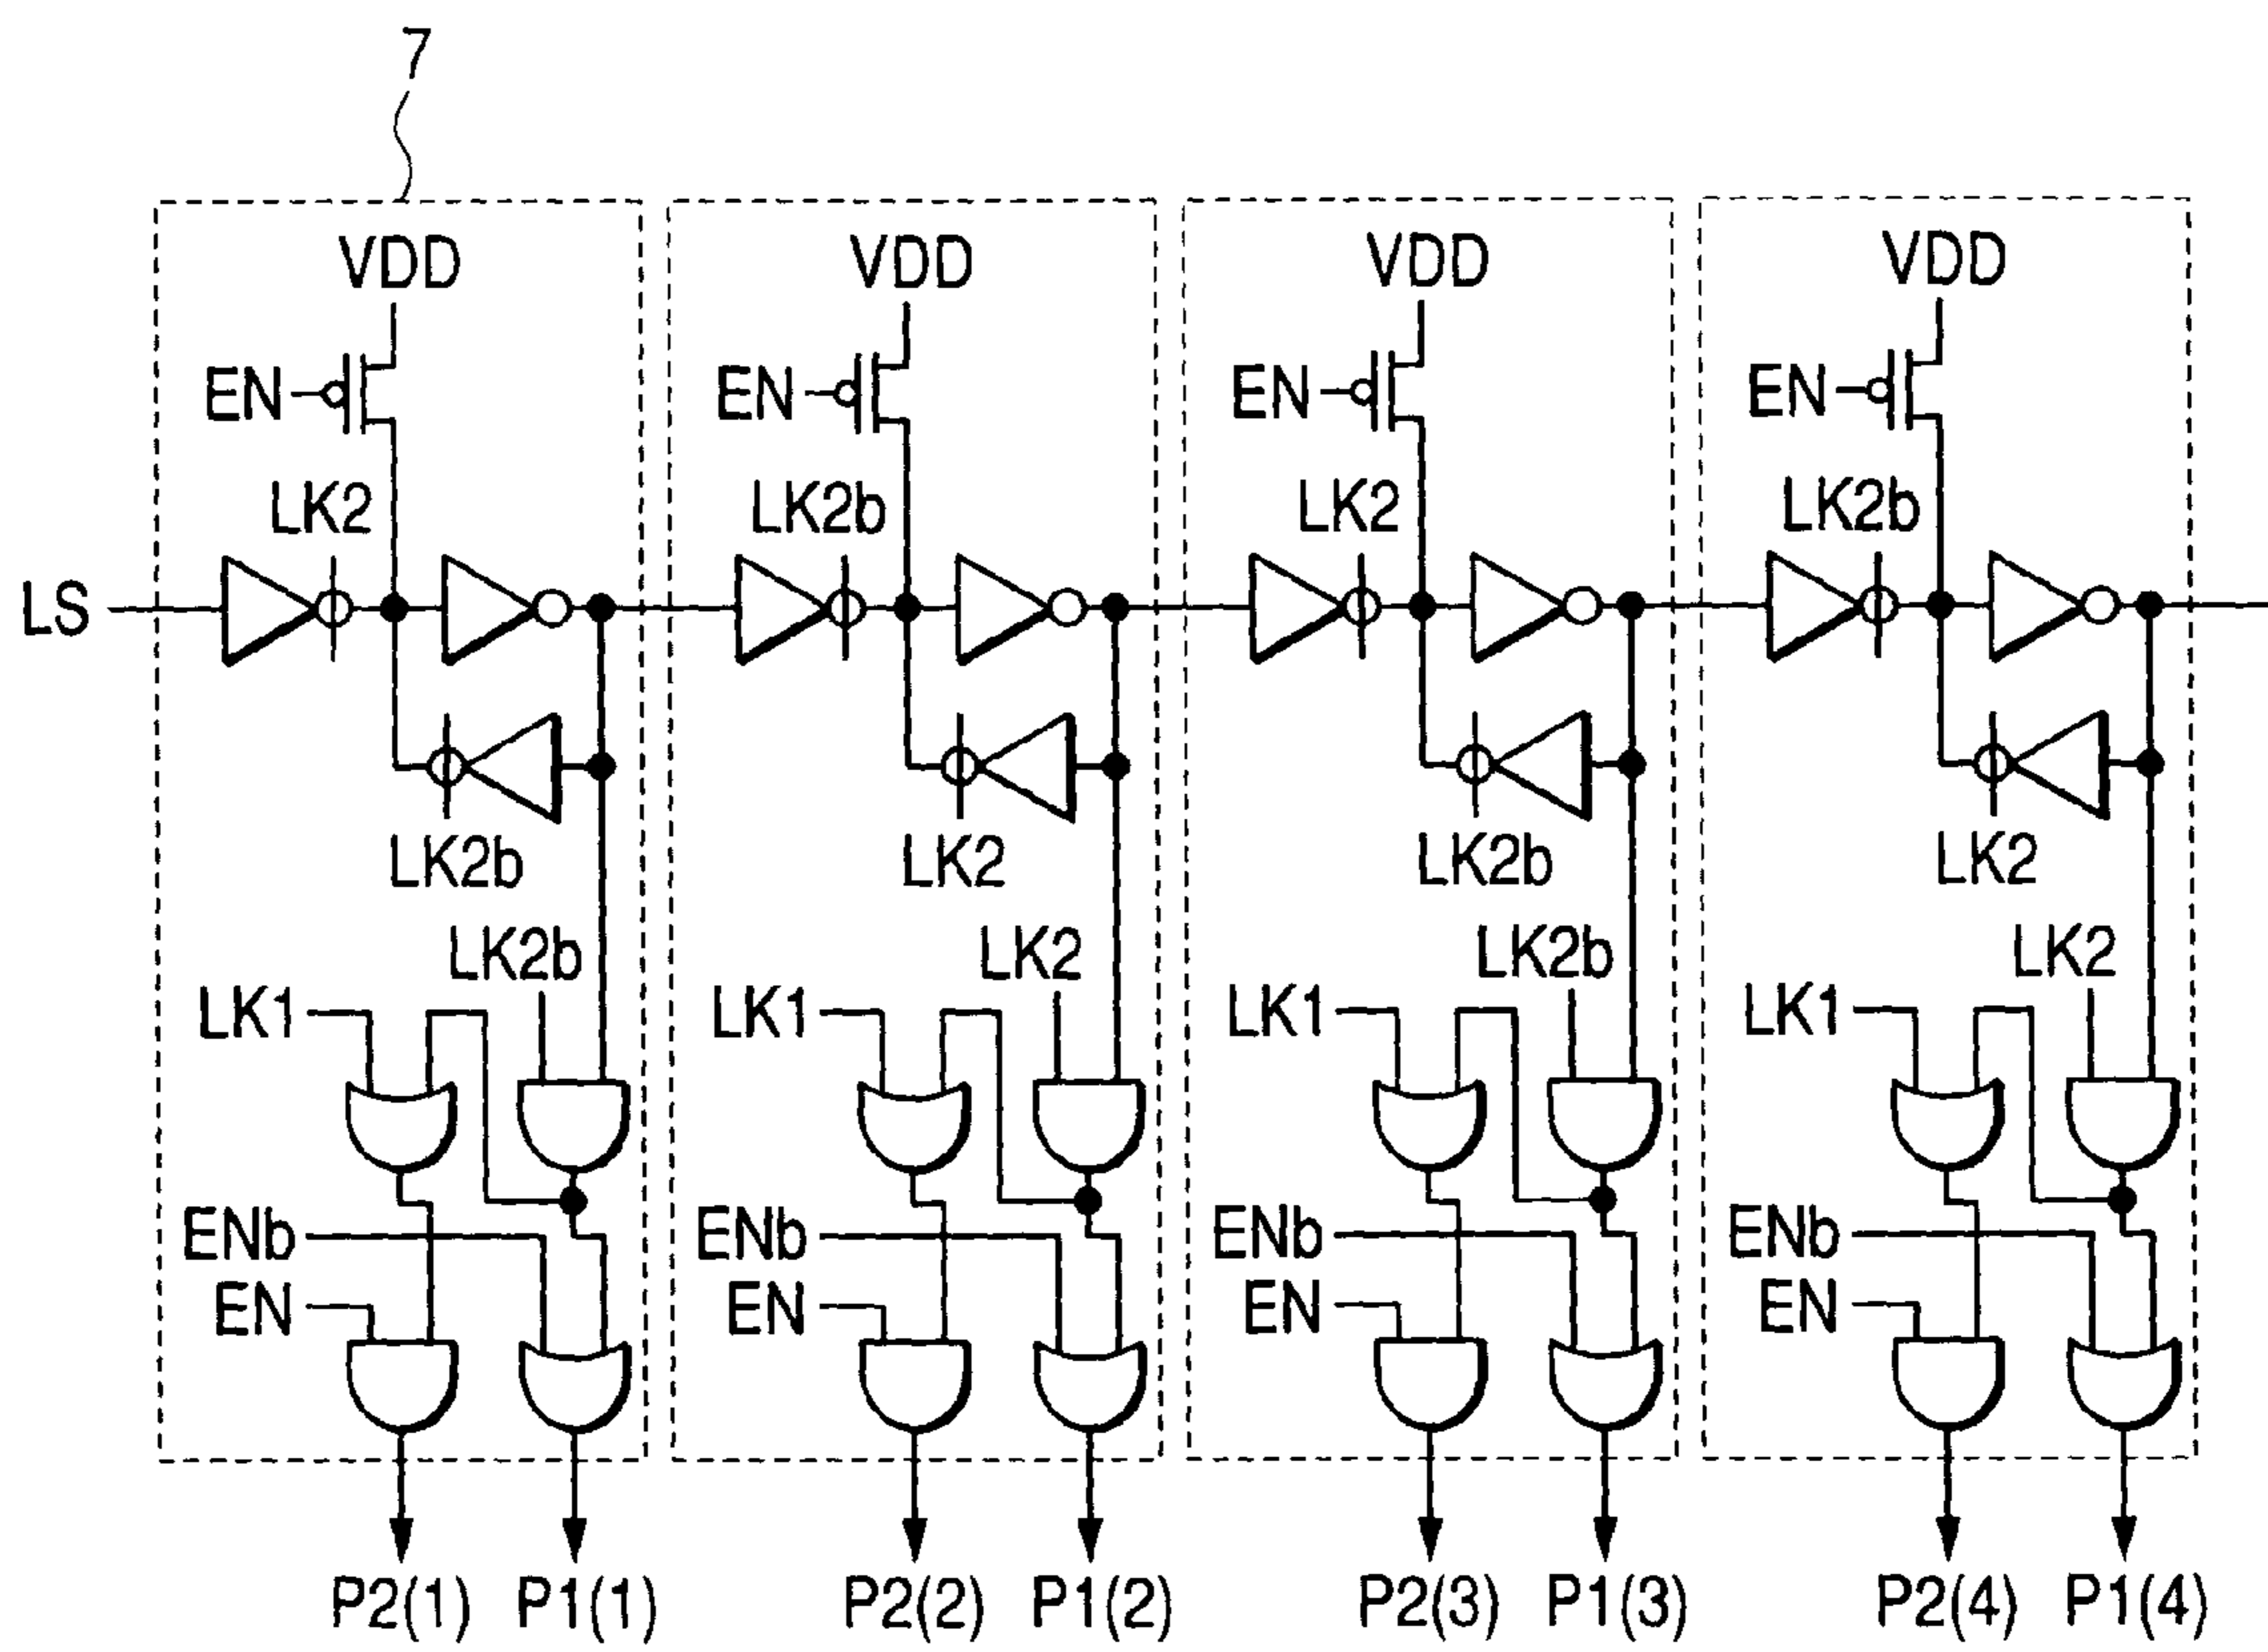 7
VDD VDD VDD VDD
EN EN EN EN
LK2 LK2b LK2 LK2b
LS
LK2b LK2 LK2b LK2
LK2b LK2 LK2b LK2
LK1 LK1 LK1 LK1
ENb ENb ENb ENb
EN EN EN EN
P2(1) P1(1) P2(2) P1(2) P2(3) P1(3) P2(4) P1(4)